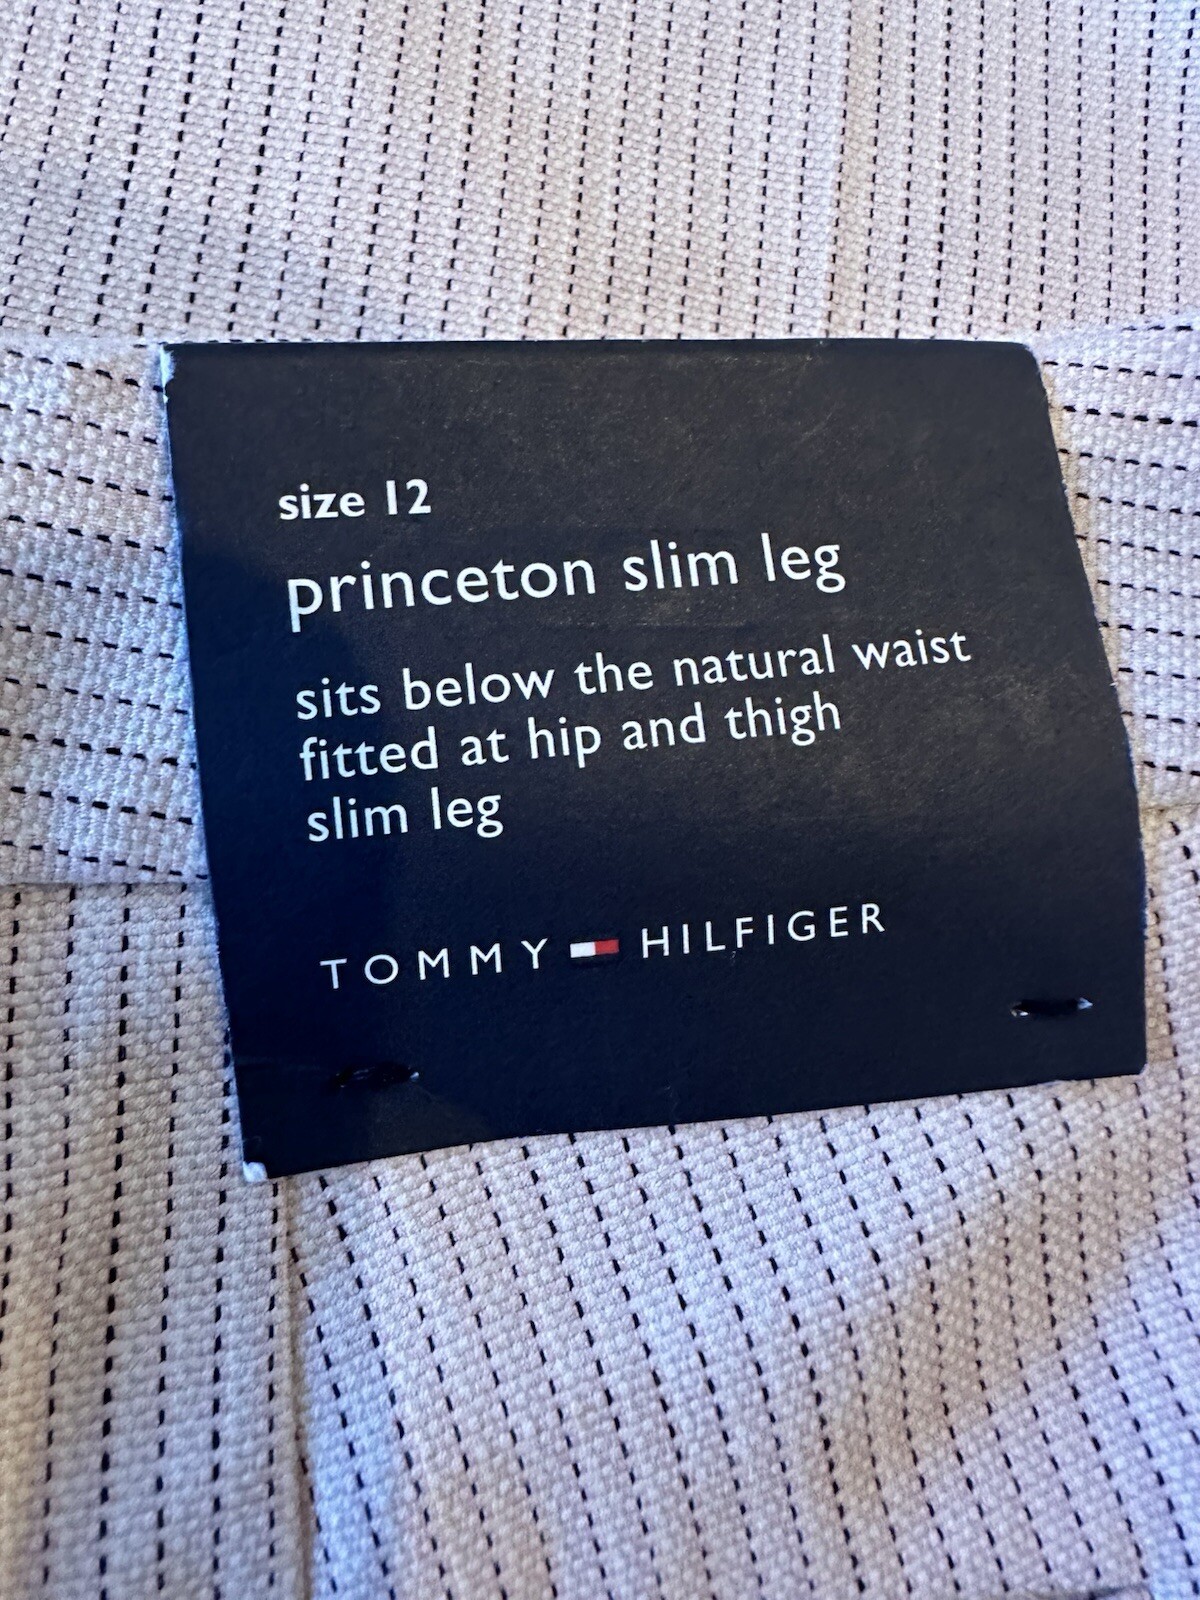 size 12
princeton slim leg
sits below the natural waist
fitted at hip and thigh
slim leg
TOMMY HILFIGER